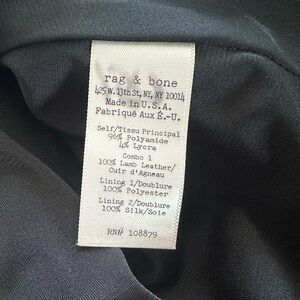 rag & bone
425 W. 13th St, NY, NY 10014
Made in U.S.A.
Fabriqué Aux É.-U.
Self/Tissu Principal
96% Polyamide
4% Lycra
Combo 1
100% Lamb Leather/
Cuir d'Agneau
Lining 1/Doublure
100% Polyester
Lining 2/Doublure
100% Silk/Soie
RN# 108879